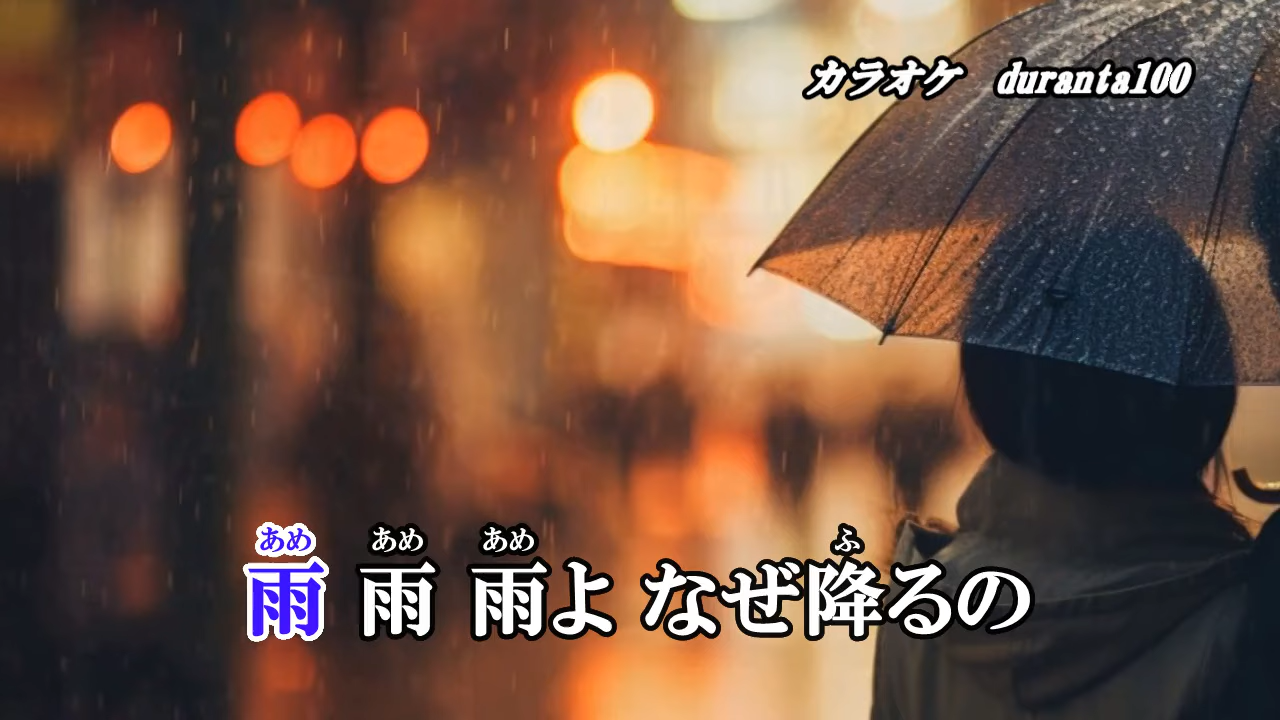 カラオケ　duranta100
あめ あめ あめ ふ
雨 雨 雨よ なぜ降るの